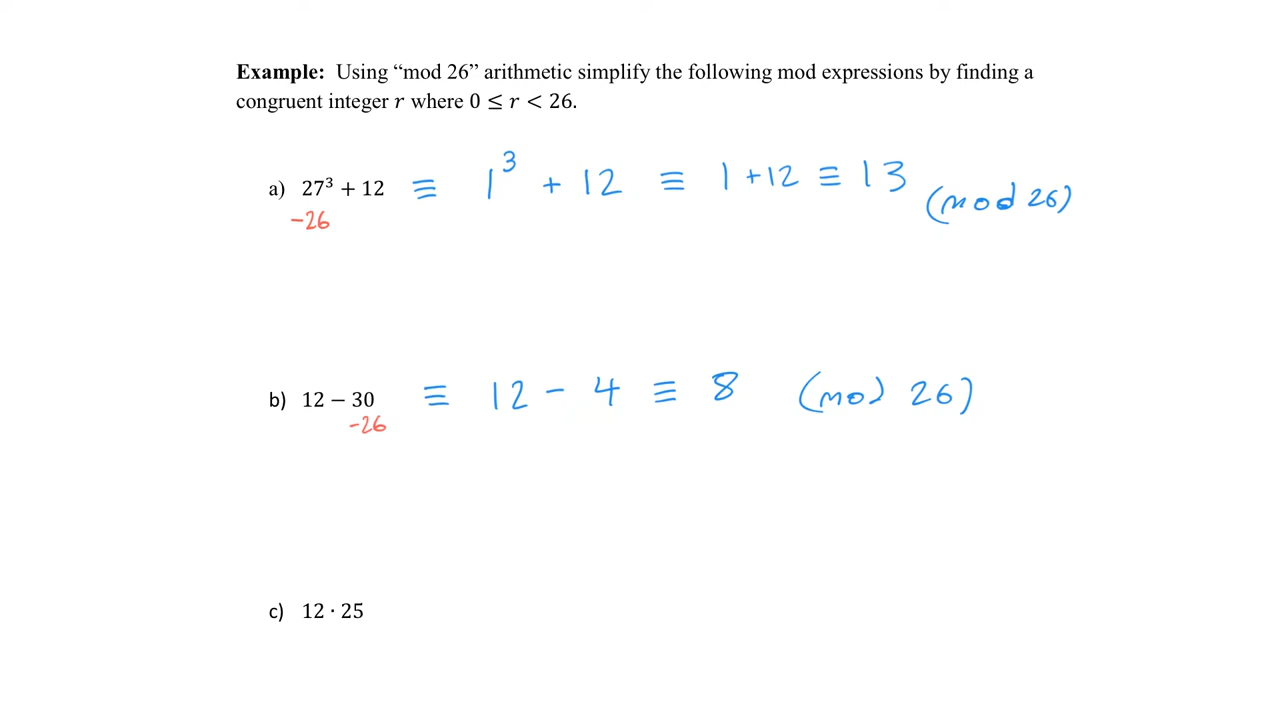 Example: Using “mod 26” arithmetic simplify the following mod expressions by finding a
congruent integer r where 0 ≤ r < 26.
a) 27³ + 12 ≡ 1³ + 12 ≡ 1 + 12 ≡ 13 (mod 26)
−26
b) 12 − 30 ≡ 12 − 4 ≡ 8 (mod 26)
−26
c) 12 · 25